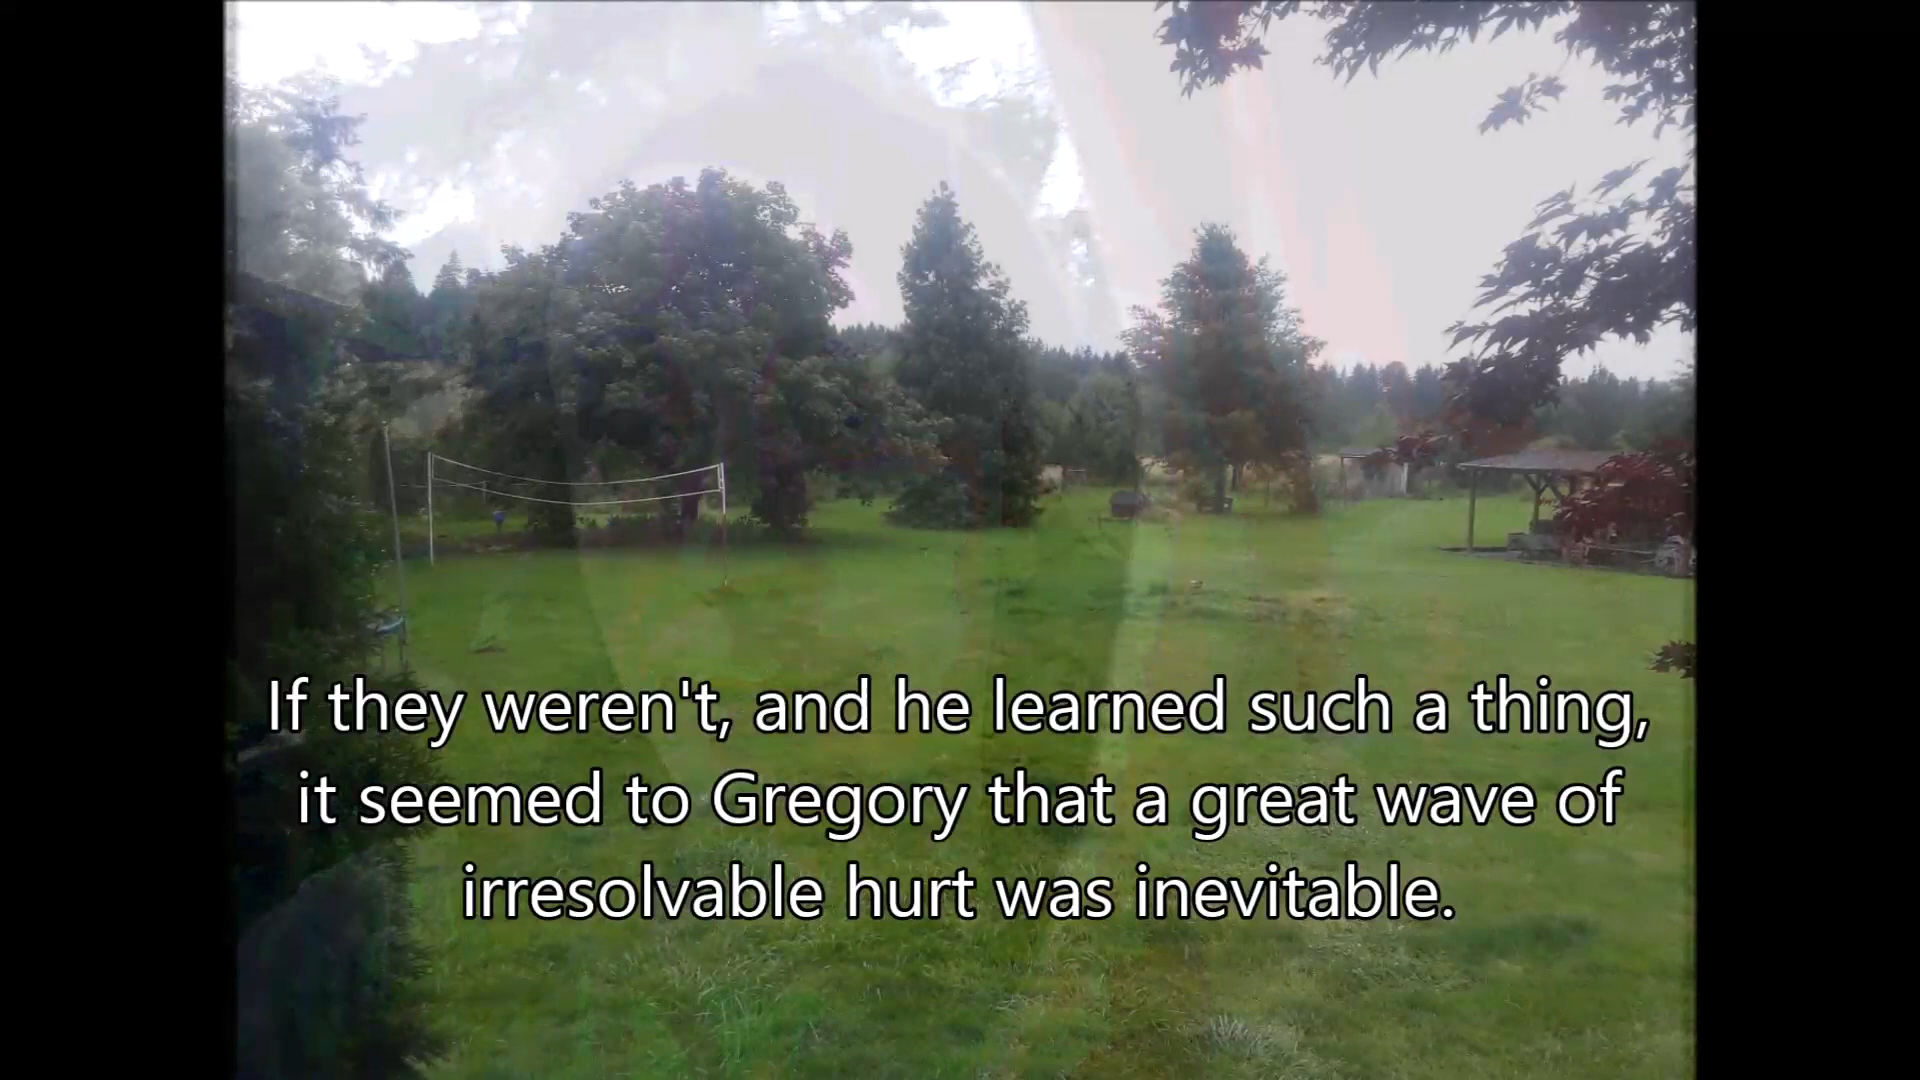 If they weren't, and he learned such a thing,
it seemed to Gregory that a great wave of
irresolvable hurt was inevitable.